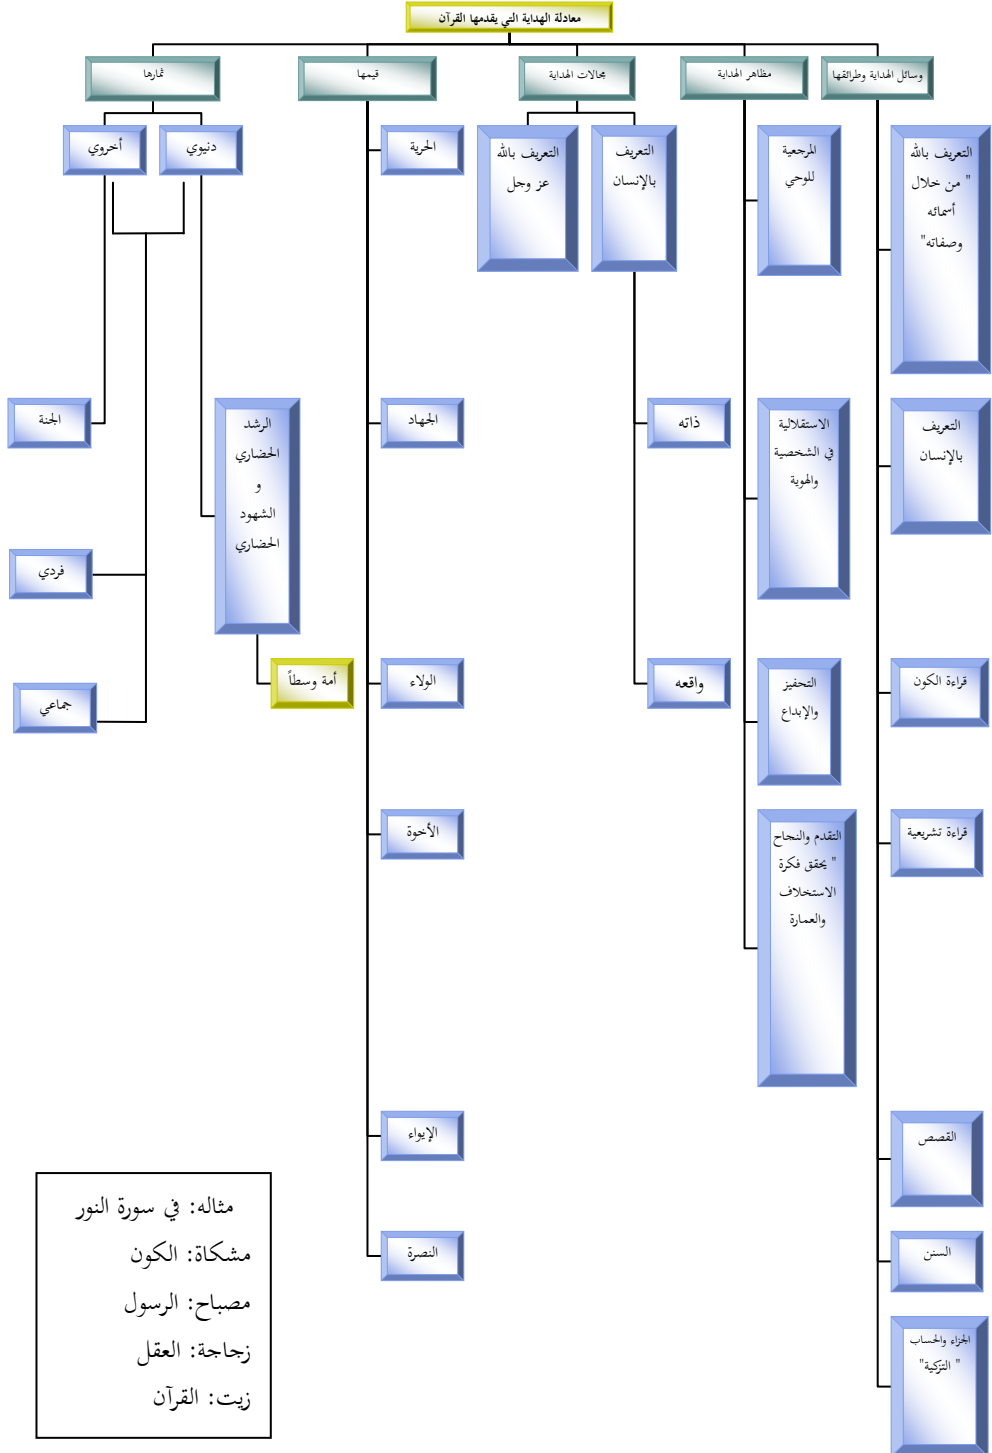 معادلة الهداية التي يقدمها القرآن
وسائل الهداية وطرائقها
مظاهر الهداية
مجالات الهداية
قيمها
ثمارها
التعريف بالله
" من خلال
أسمائه
وصفاته"
التعريف
بالإنسان
قراءة الكون
قراءة تشريعية
القصص
السنن
الجزاء والحساب
" التزكية"
المرجعية
للوحي
الاستقلالية
في الشخصية
والهوية
التحفيز
والإبداع
التقدم والنجاح
" يحقق فكرة
الاستخلاف
والعمارة
التعريف
بالإنسان
التعريف بالله
عز وجل
ذاته
واقعه
الحرية
الجهاد
الولاء
الأخوة
الإيواء
النصرة
دنيوي
أخروي
الرشد
الحضاري
و
الشهود
الحضاري
أمة وسطاً
الجنة
فردي
جماعي
مثاله: في سورة النور
مشكاة: الكون
مصباح: الرسول
زجاجة: العقل
زيت: القرآن